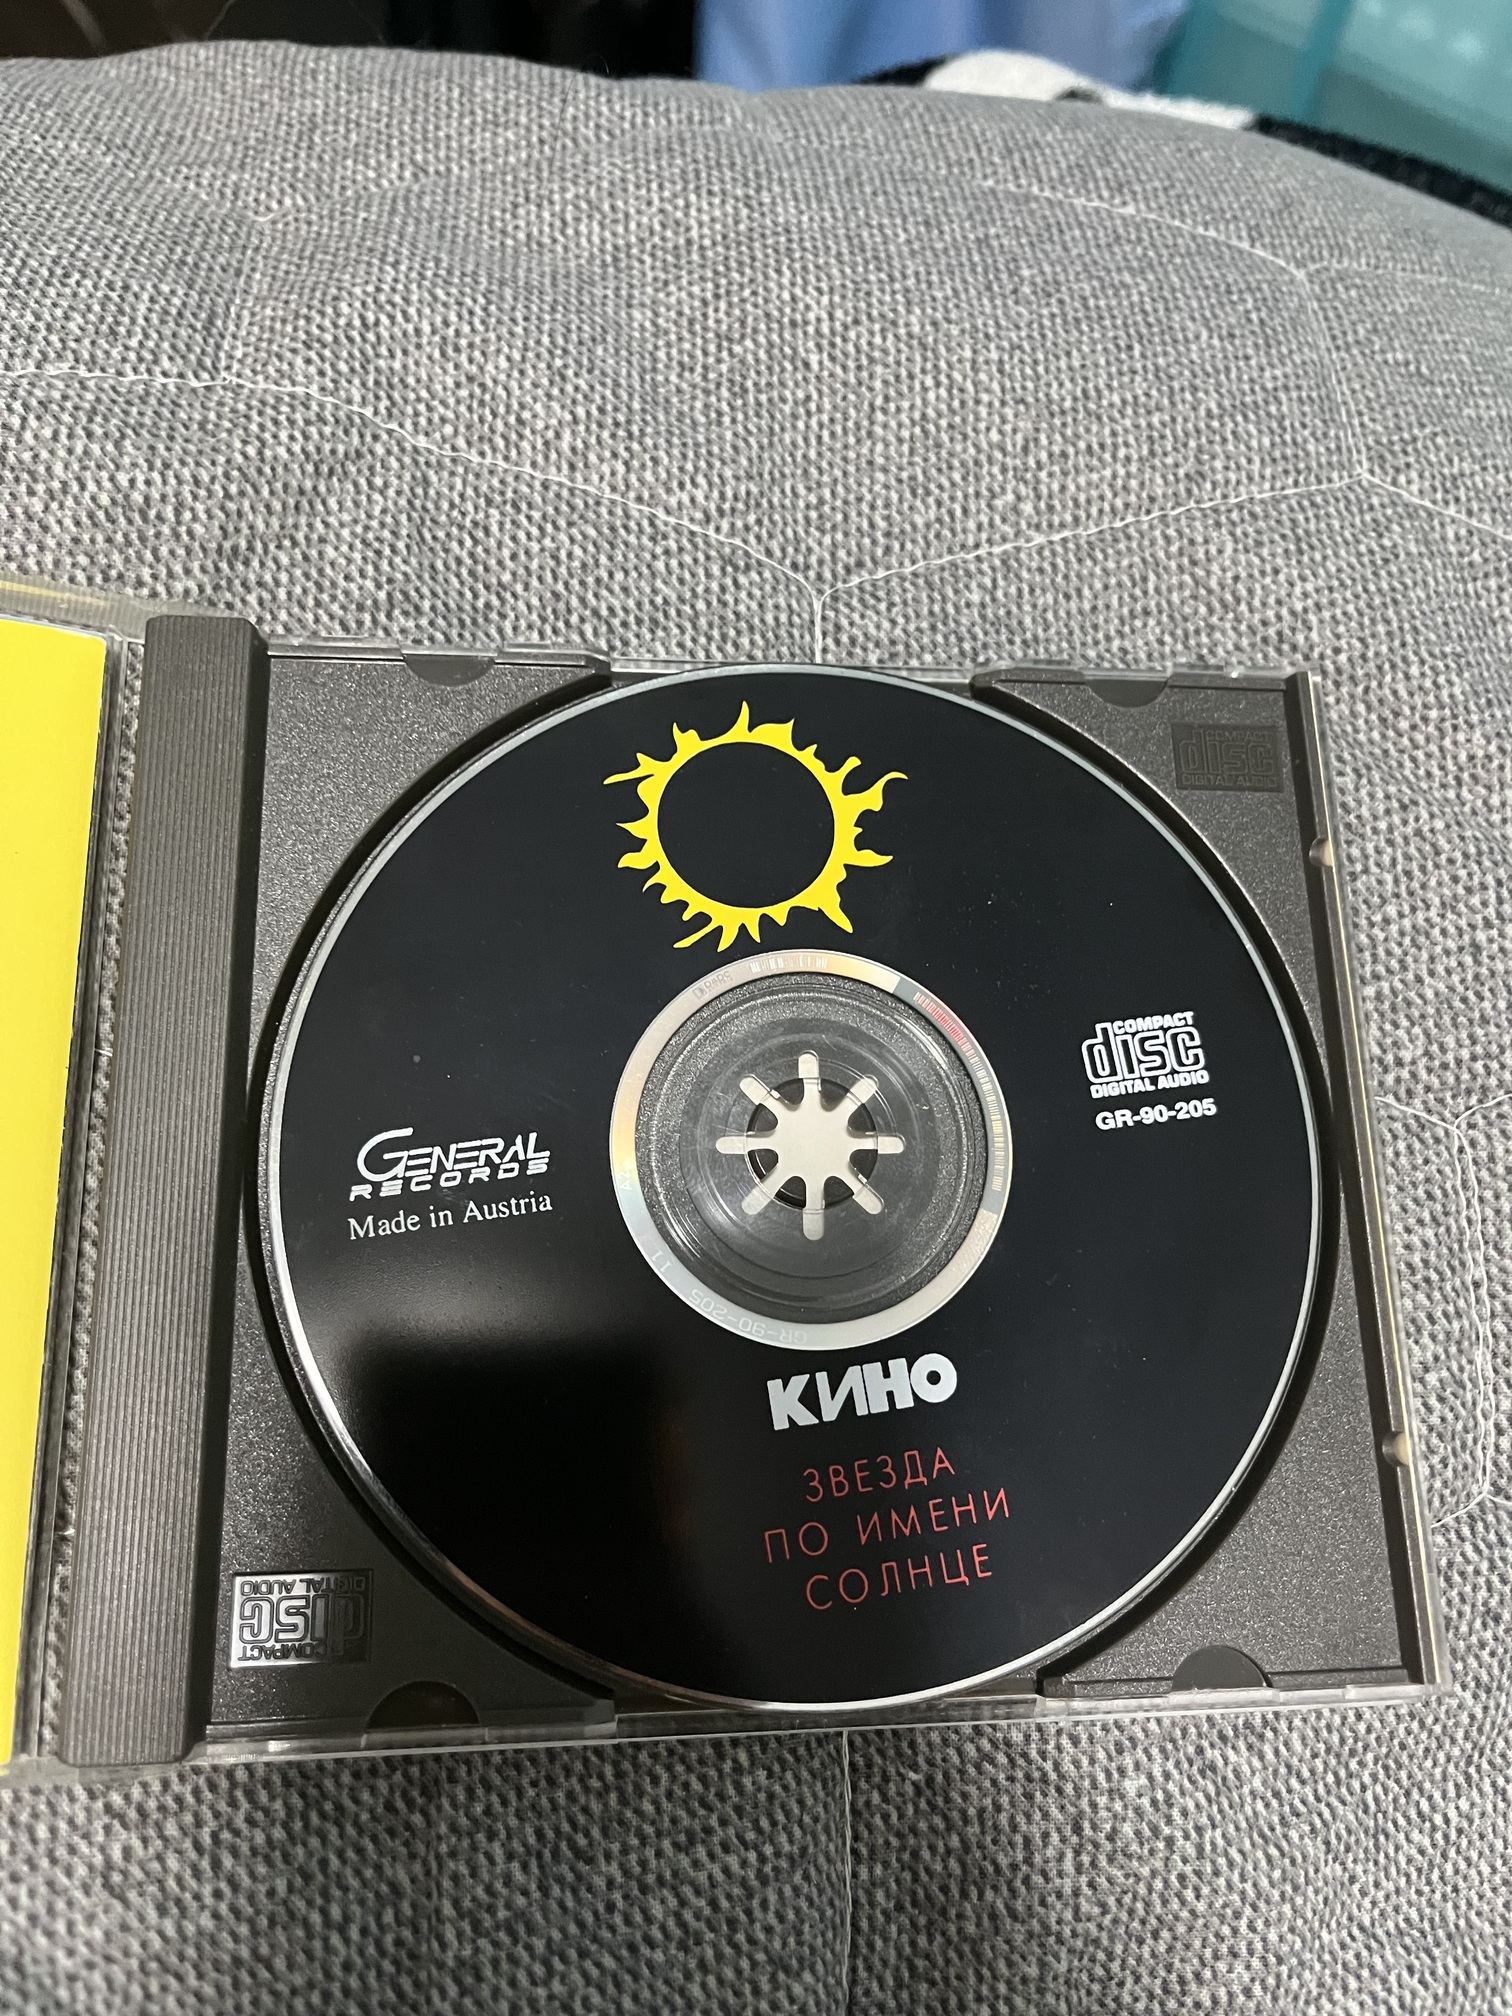 COMPACT
disc
DIGITAL AUDIO
COMPACT
disc
DIGITAL AUDIO
GR-90-205
GENERAL
RECORDS
Made in Austria
GR-90-205 11
КИНО
ЗВЕЗДА
ПО ИМЕНИ
СОЛНЦЕ
COMPACT
disc
DIGITAL AUDIO